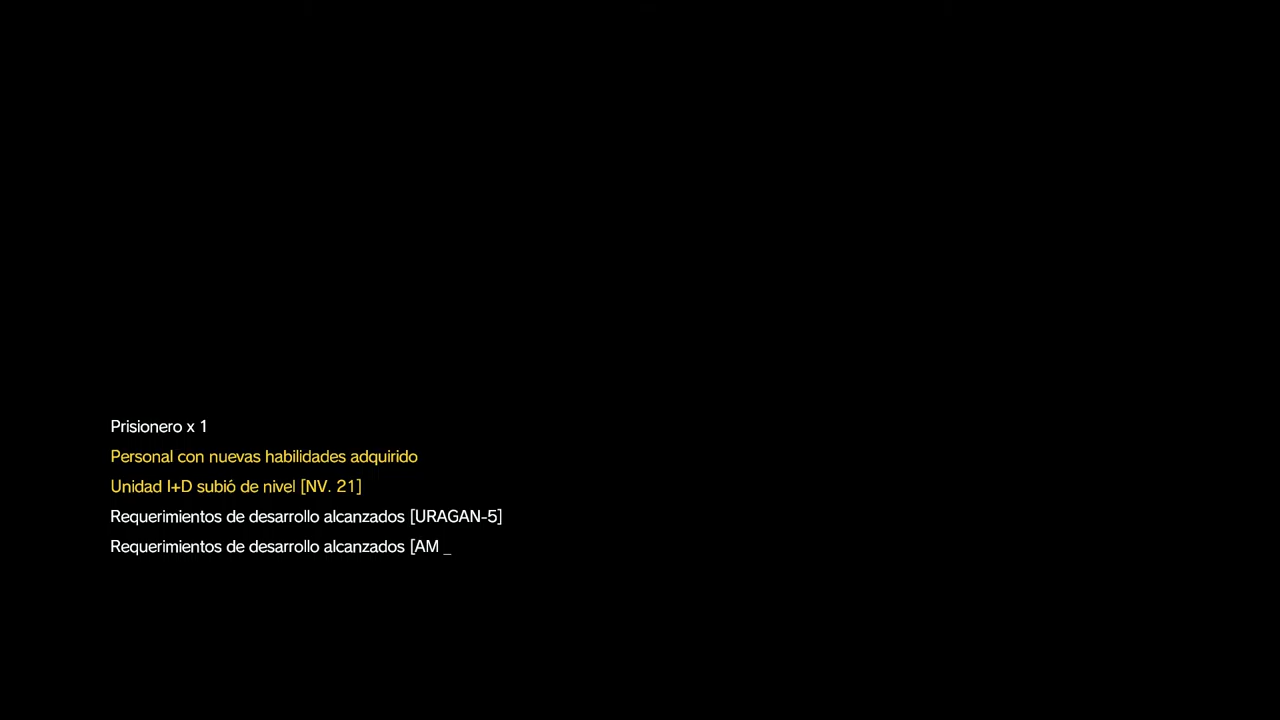 Prisionero x 1
Personal con nuevas habilidades adquirido
Unidad I+D subió de nivel [NV. 21]
Requerimientos de desarrollo alcanzados [URAGAN-5]
Requerimientos de desarrollo alcanzados [AM _